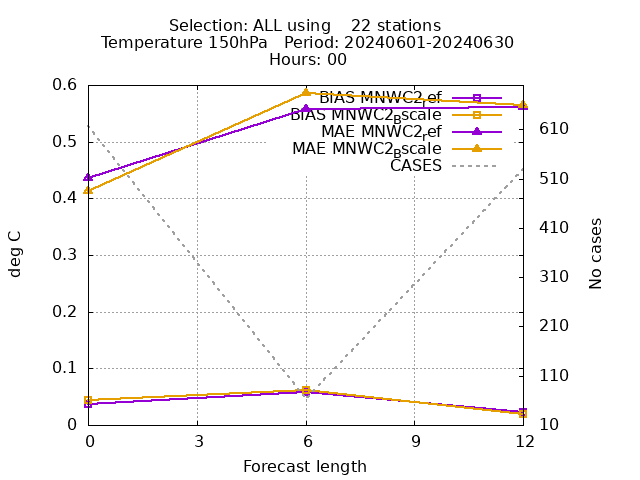 Selection: ALL using    22 stations
Temperature 150hPa   Period: 20240601-20240630
Hours: 00
BIAS MNWC2_ref
BIAS MNWC2_Bscale
MAE MNWC2_ref
MAE MNWC2_Bscale
CASES
deg C
0.6
0.5
0.4
0.3
0.2
0.1
0
No cases
610
510
410
310
210
110
10
0 3 6 9 12
Forecast length